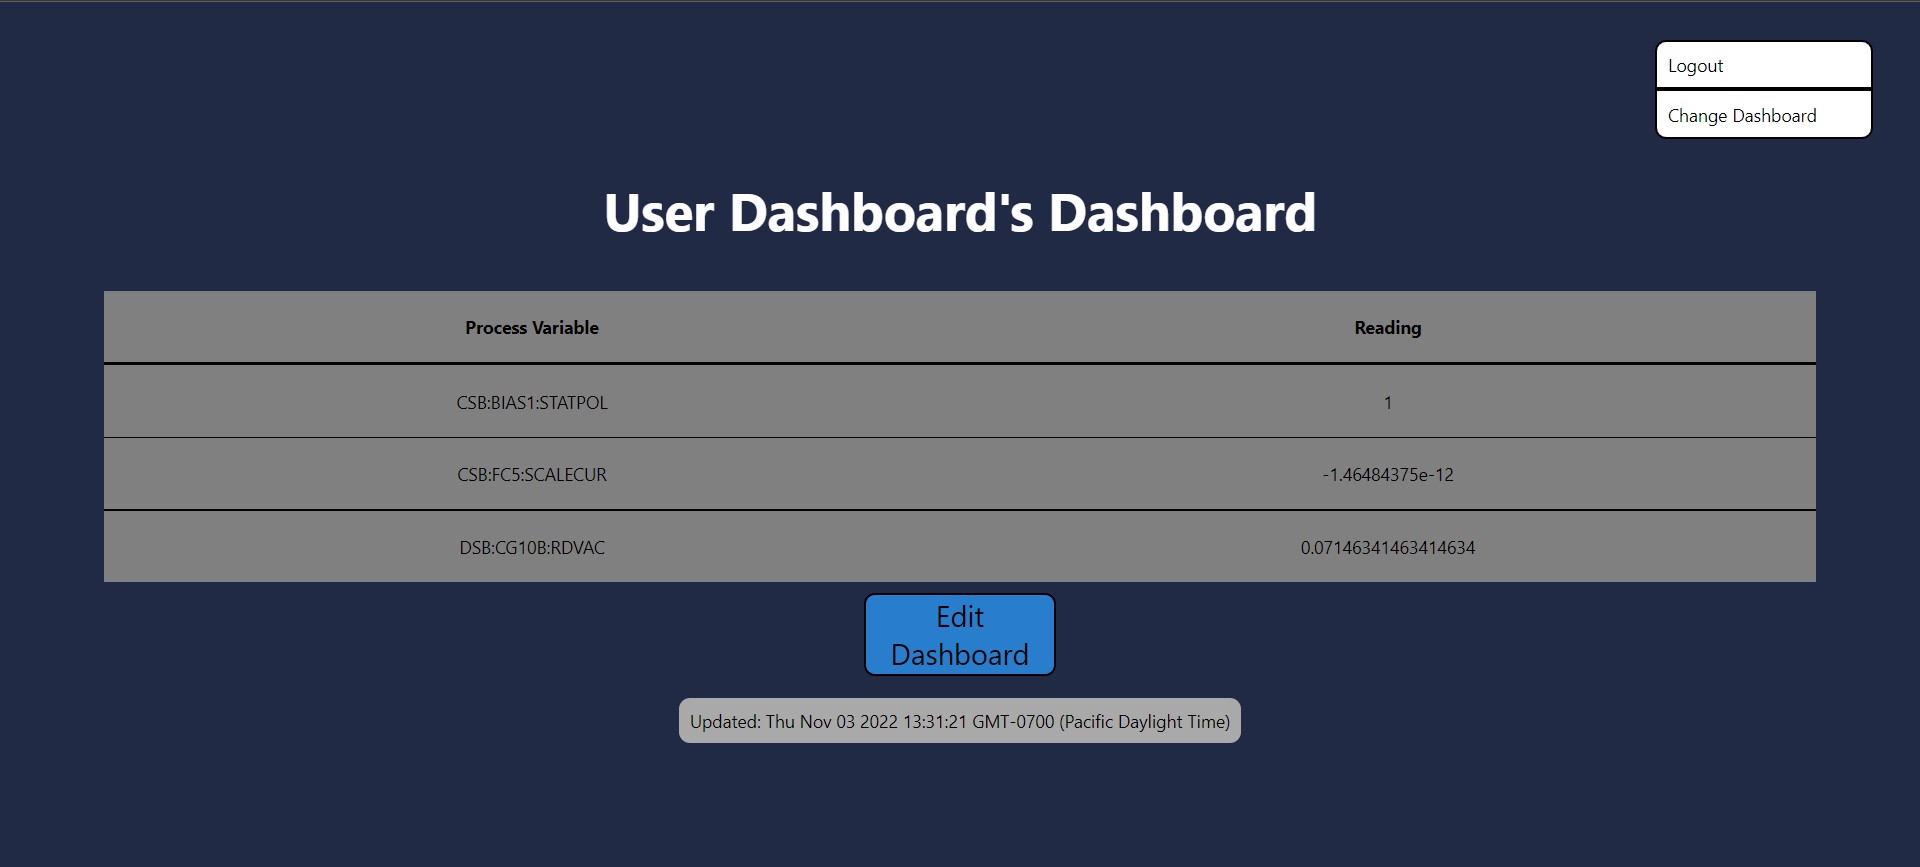 Logout
Change Dashboard
User Dashboard's Dashboard
Process Variable Reading
CSB:BIAS1:STATPOL 1
CSB:FC5:SCALECUR -1.46484375e-12
DSB:CG10B:RDVAC 0.07146341463414634
Edit
Dashboard
Updated: Thu Nov 03 2022 13:31:21 GMT-0700 (Pacific Daylight Time)